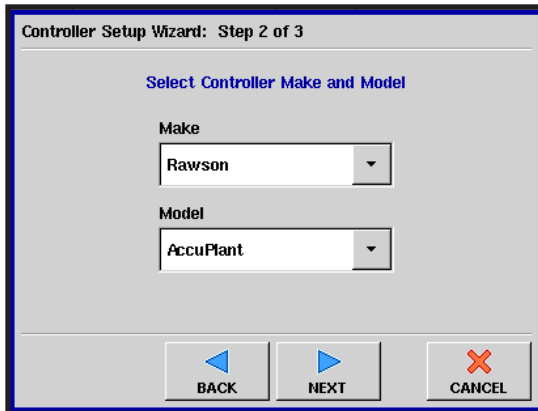 Controller Setup Wizard: Step 2 of 3
Select Controller Make and Model
Make
Rawson
Model
AccuPlant
BACK NEXT CANCEL